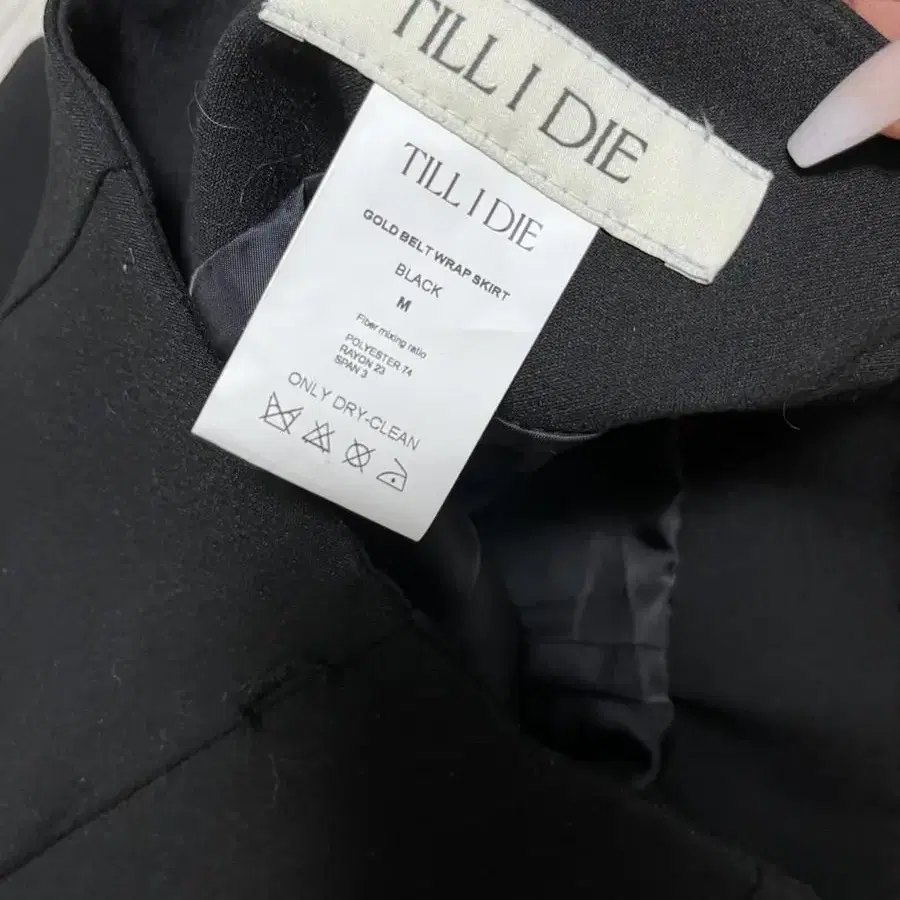 TILL I DIE
TILL I DIE
GOLD BELT WRAP SKIRT
BLACK
M
Fiber mixing ratio
POLYESTER 74
RAYON 23
SPAN 3
ONLY DRY-CLEAN